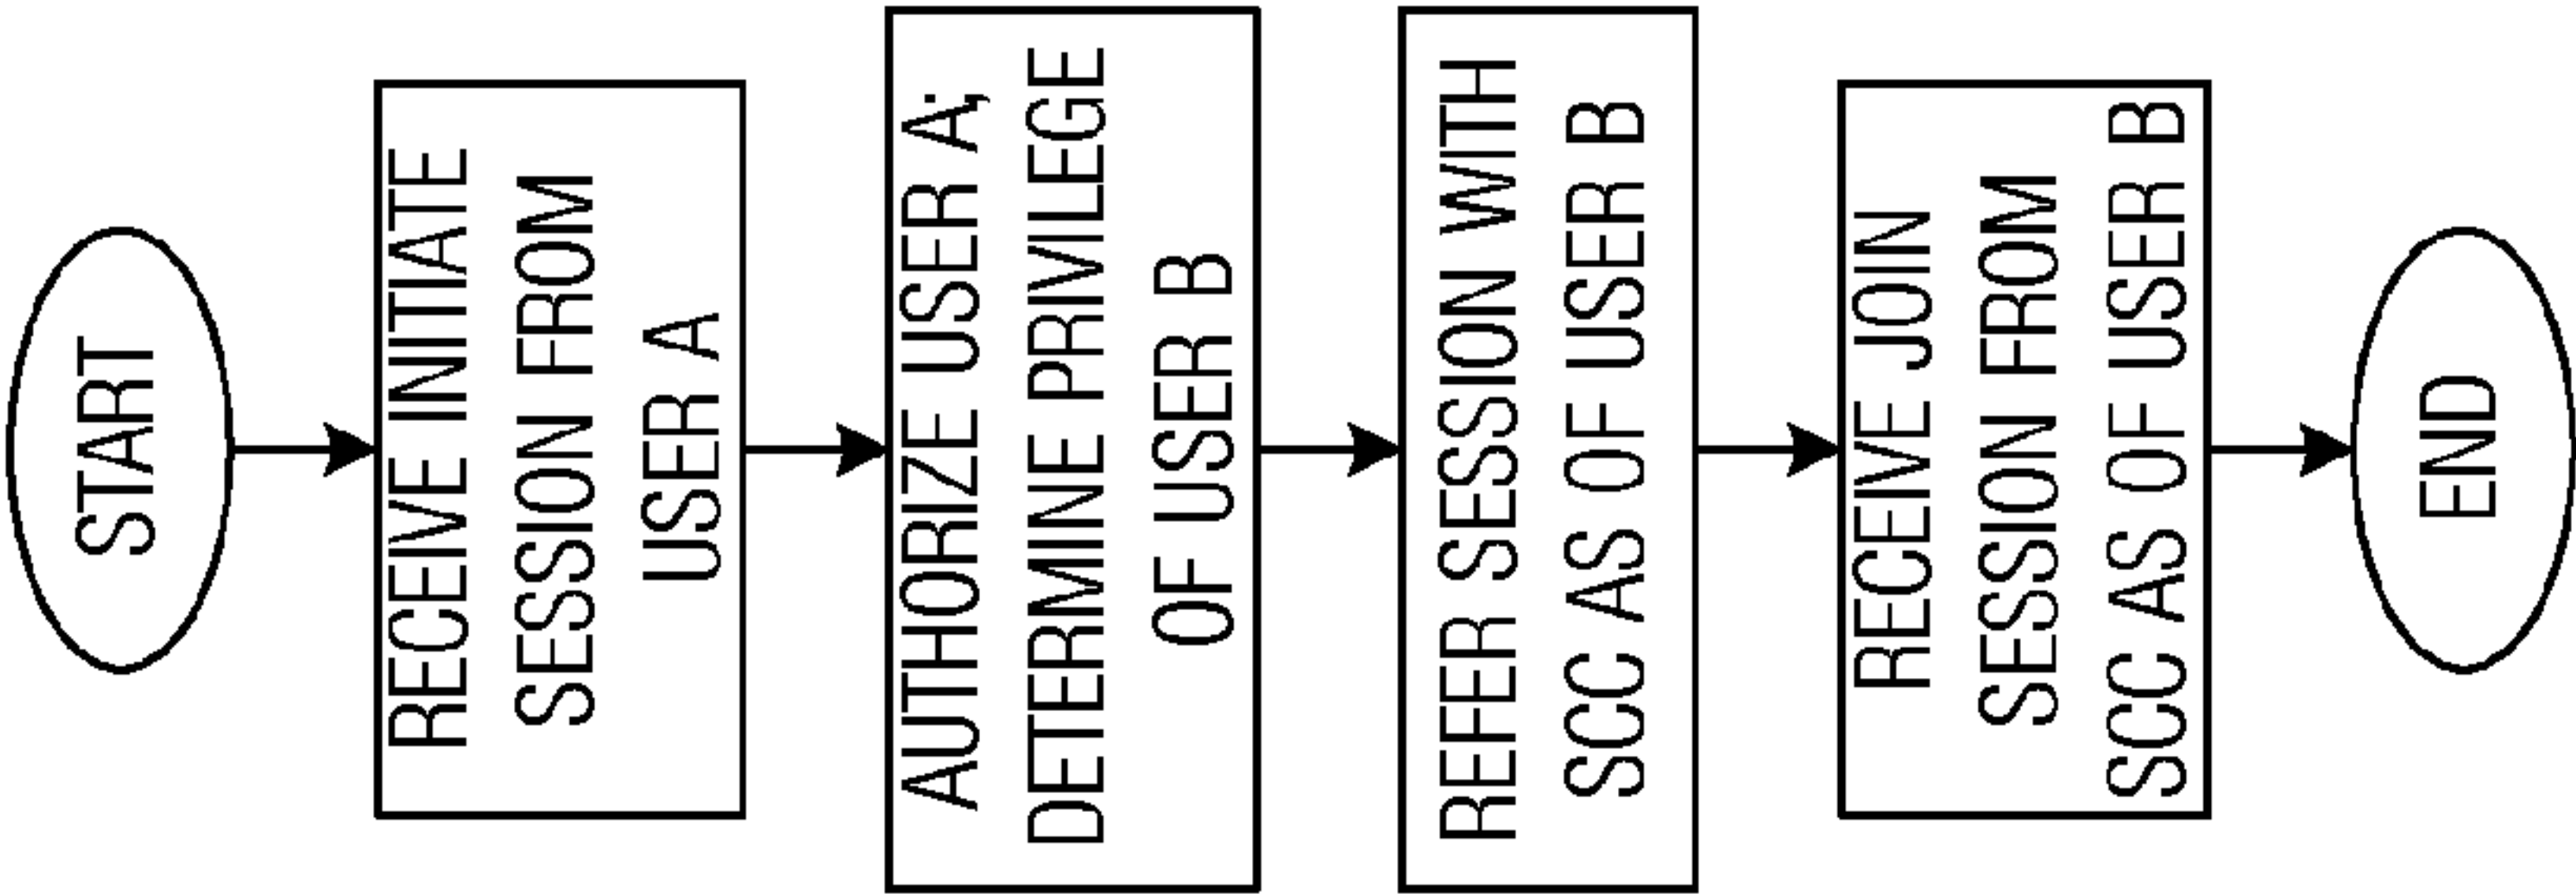 START
RECEIVE INITIATE
SESSION FROM
USER A
AUTHORIZE USER A;
DETERMINE PRIVILEGE
OF USER B
REFER SESSION WITH
SCC AS OF USER B
RECEIVE JOIN
SESSION FROM
SCC AS OF USER B
END